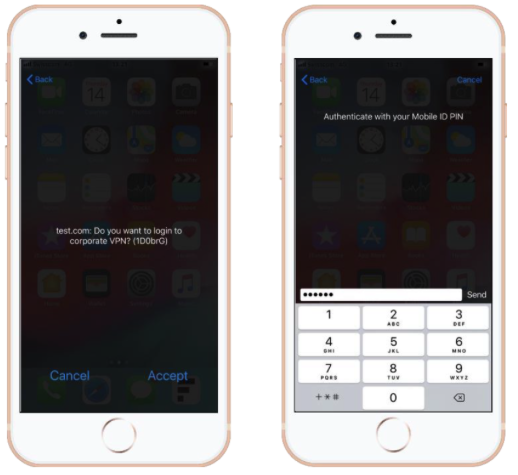 Back
14
test.com: Do you want to login to
corporate VPN? (1D0brG)
Cancel
Accept
Back
Cancel
14
Authenticate with your Mobile ID PIN
••••••
Send
1
2
ABC
3
DEF
4
GHI
5
JKL
6
MNO
7
PQRS
8
TUV
9
WXYZ
+ * #
0